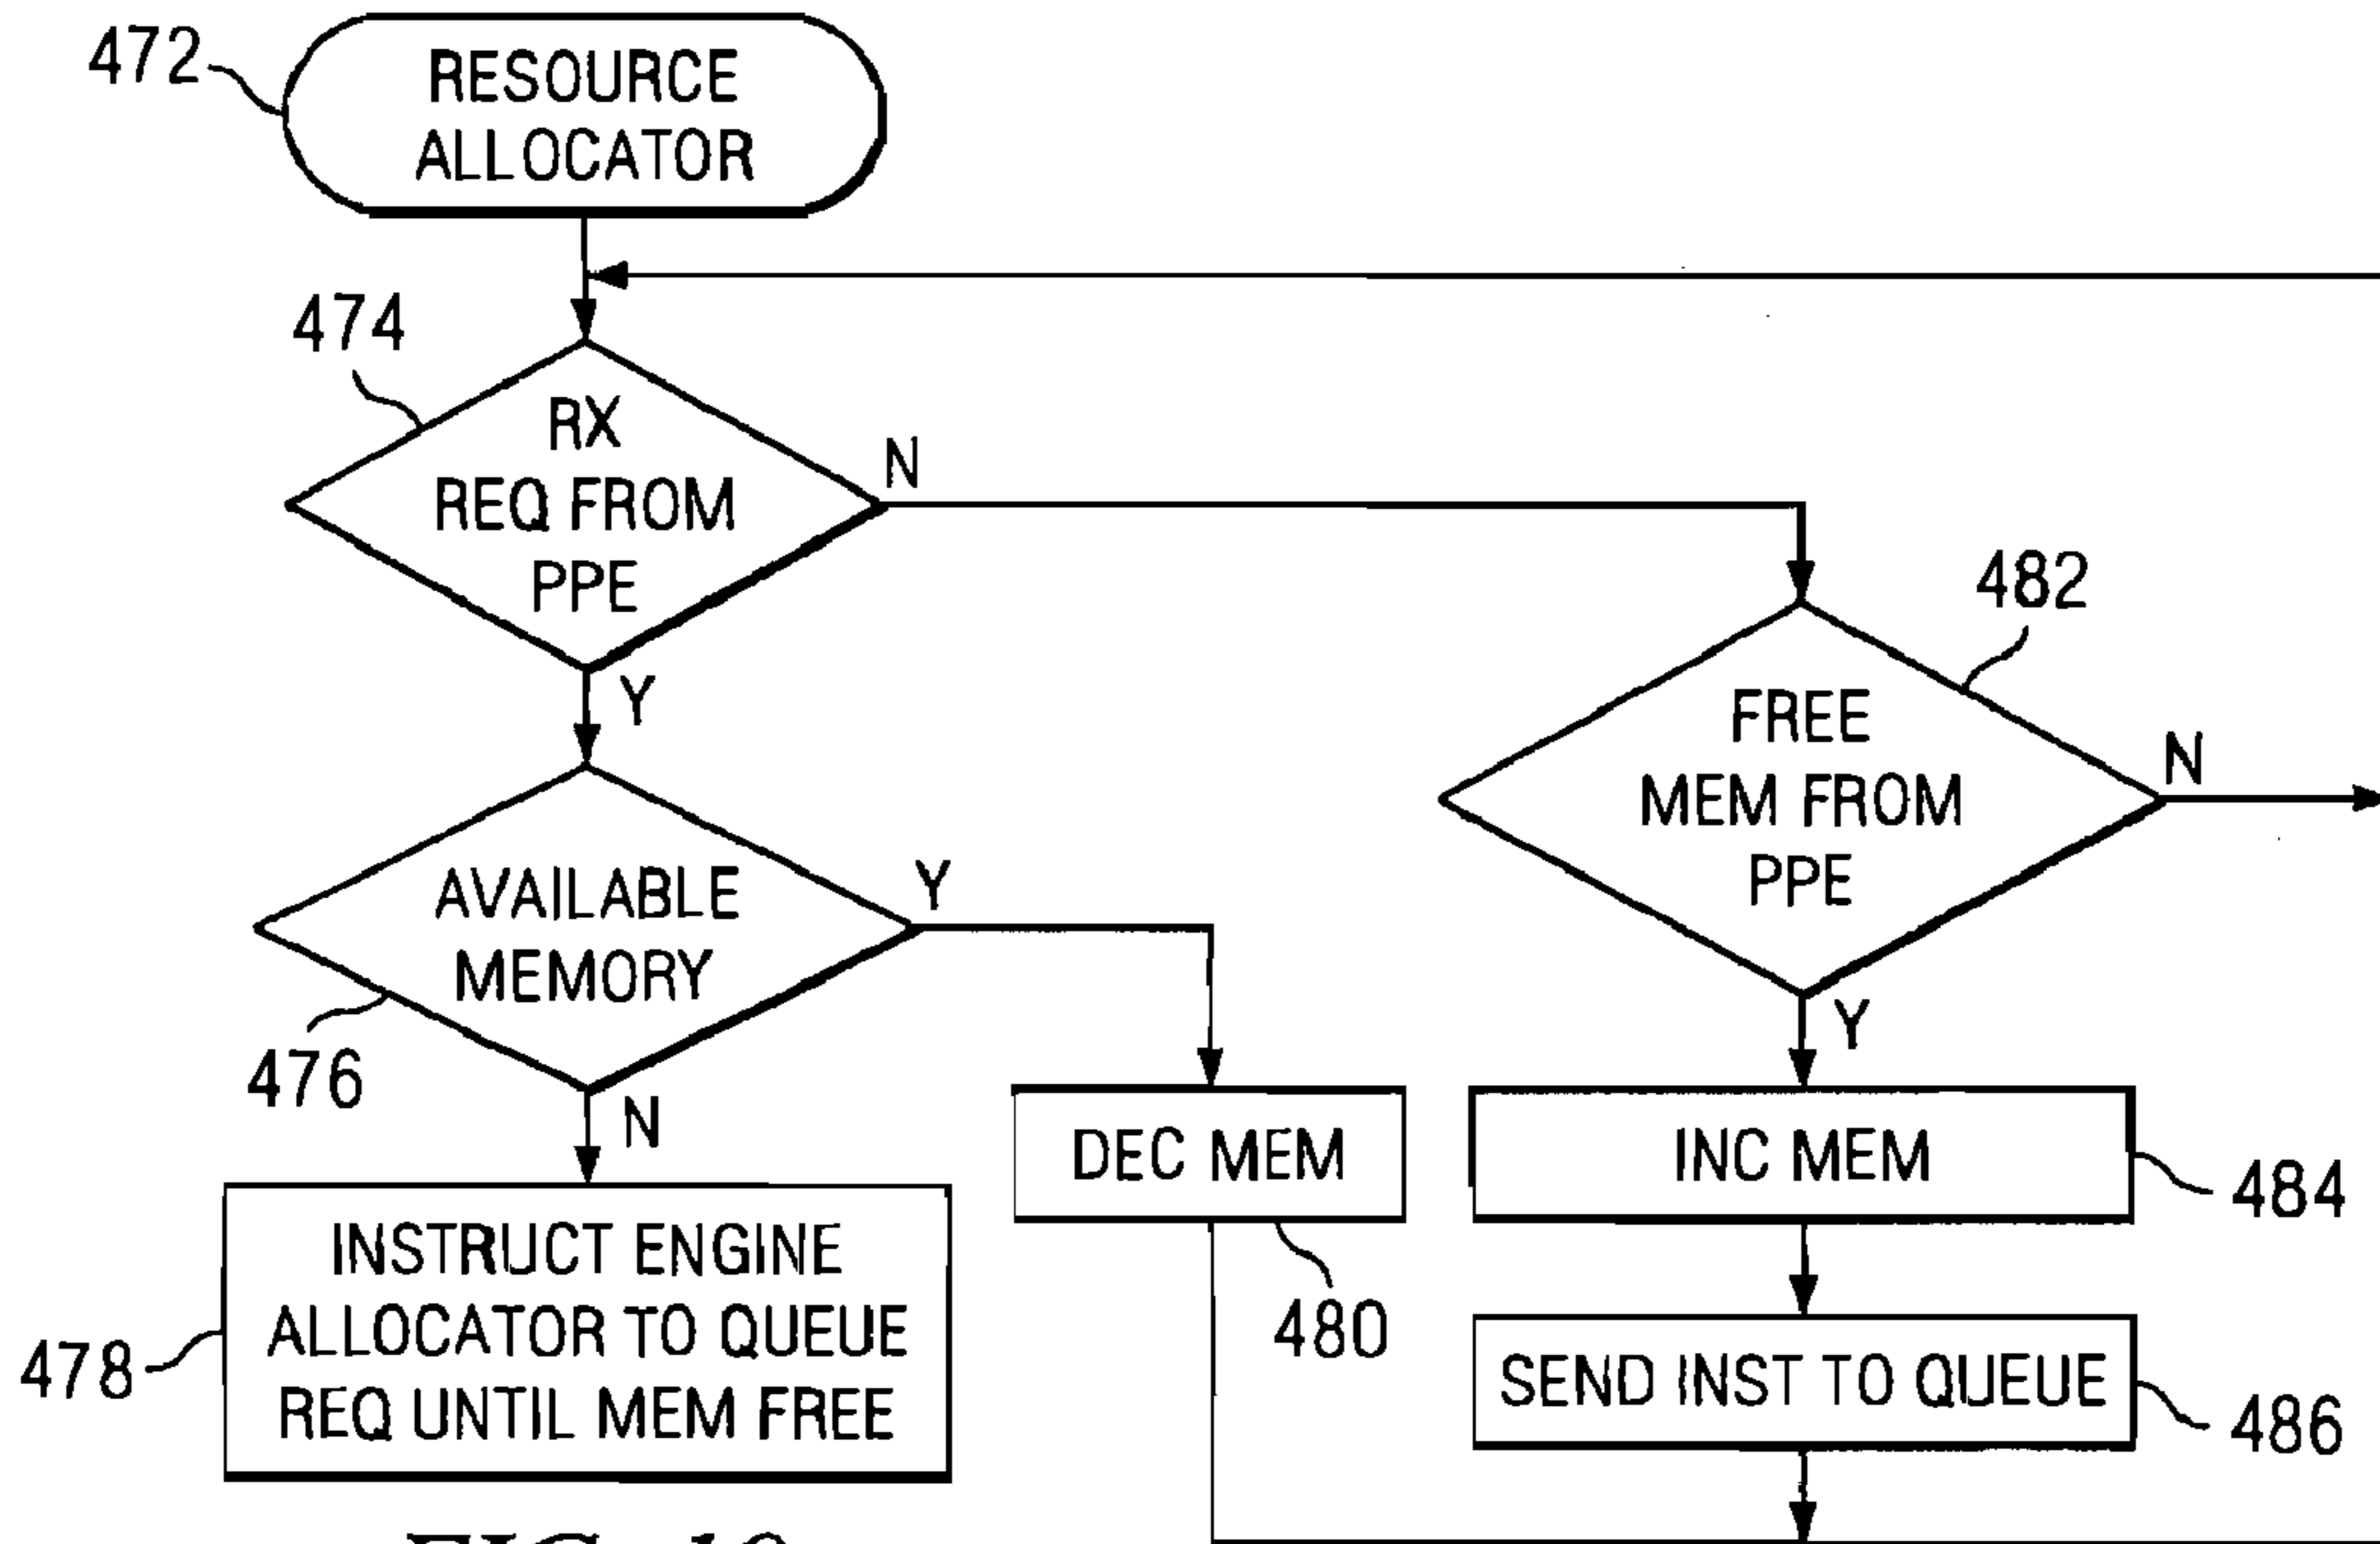 472
RESOURCE
ALLOCATOR
474
RX
REQ FROM
PPE
N
Y
482
FREE
MEM FROM
PPE
N
Y
AVAILABLE
MEMORY
Y
476
N
DEC MEM
480
INC MEM
484
INSTRUCT ENGINE
ALLOCATOR TO QUEUE
REQ UNTIL MEM FREE
478
SEND INST TO QUEUE
486